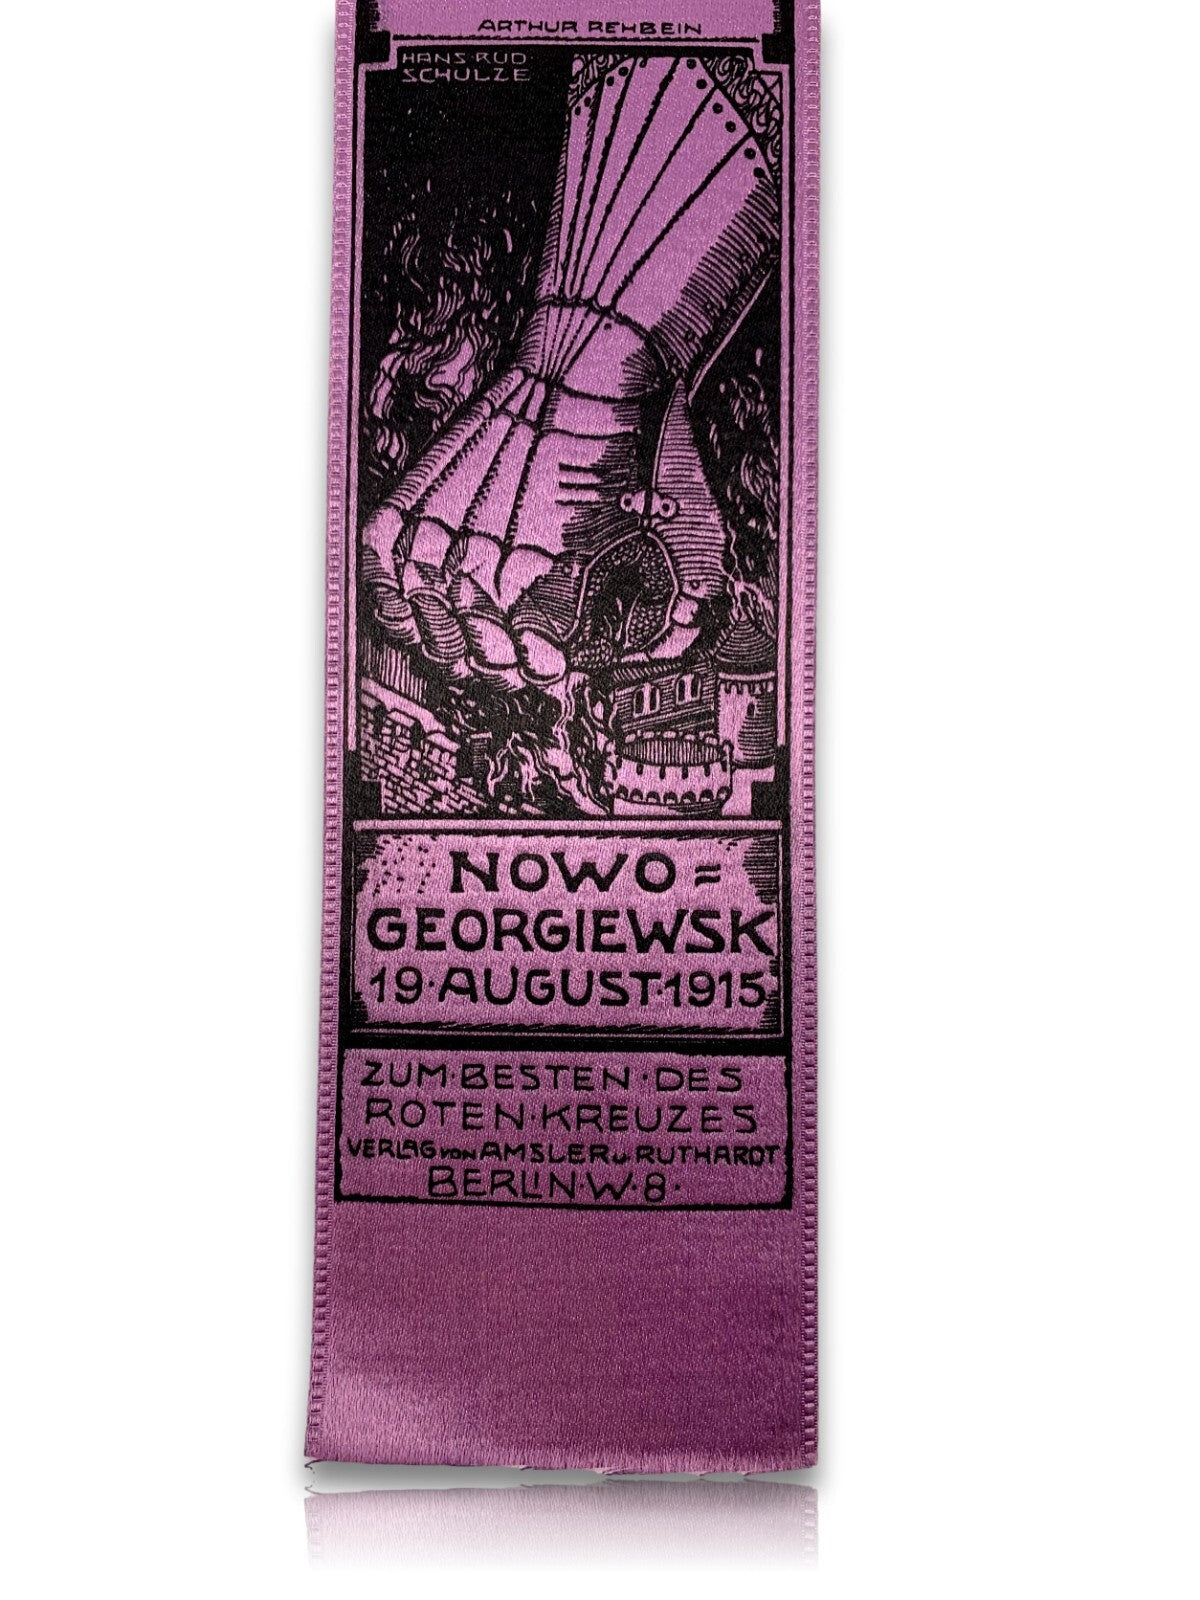 ARTHUR REHBEIN
HANS·RUD·
SCHULZE
NOWO=
GEORGIEWSK
19·AUGUST·1915
ZUM·BESTEN·DES
ROTEN·KREUZES
VERLAG VON AMSLER U RUTHARDT
BERLIN·W·8·